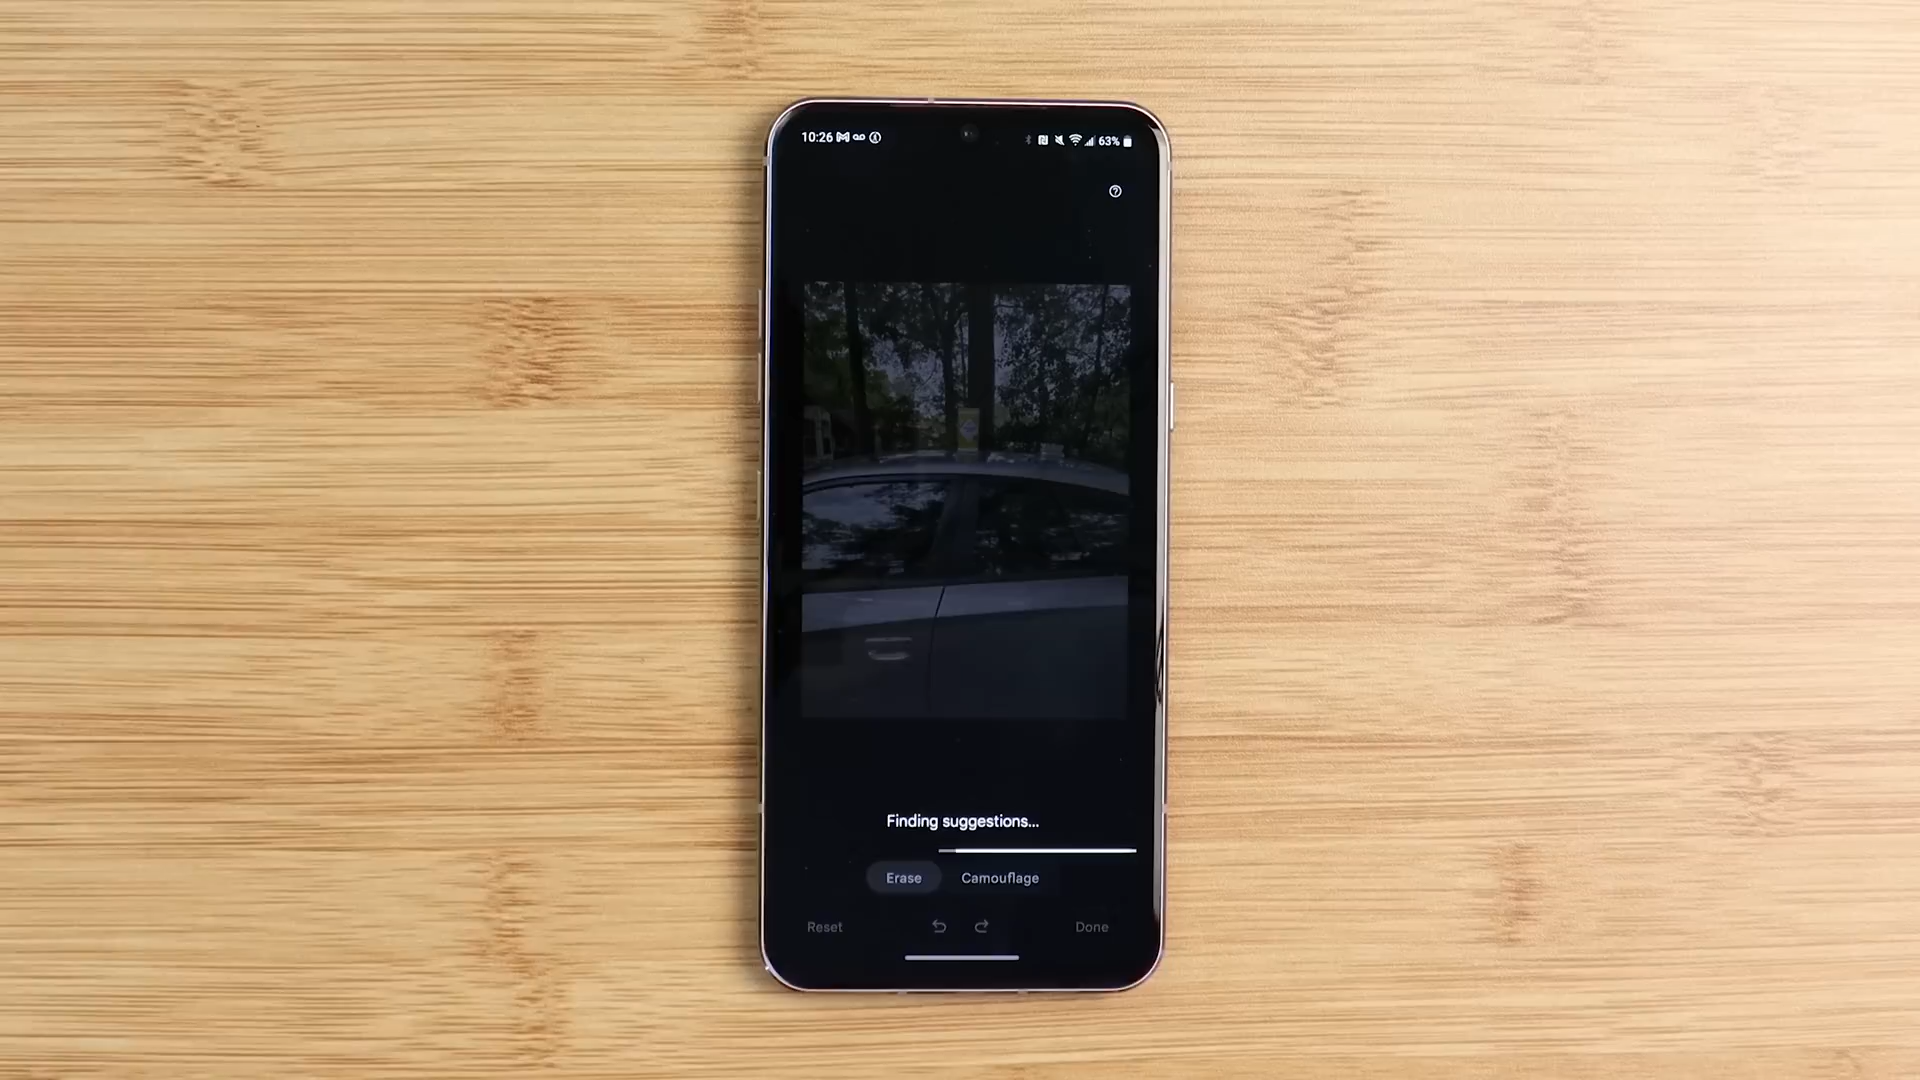 10:26
63%
Finding suggestions...
Erase Camouflage
Reset Done